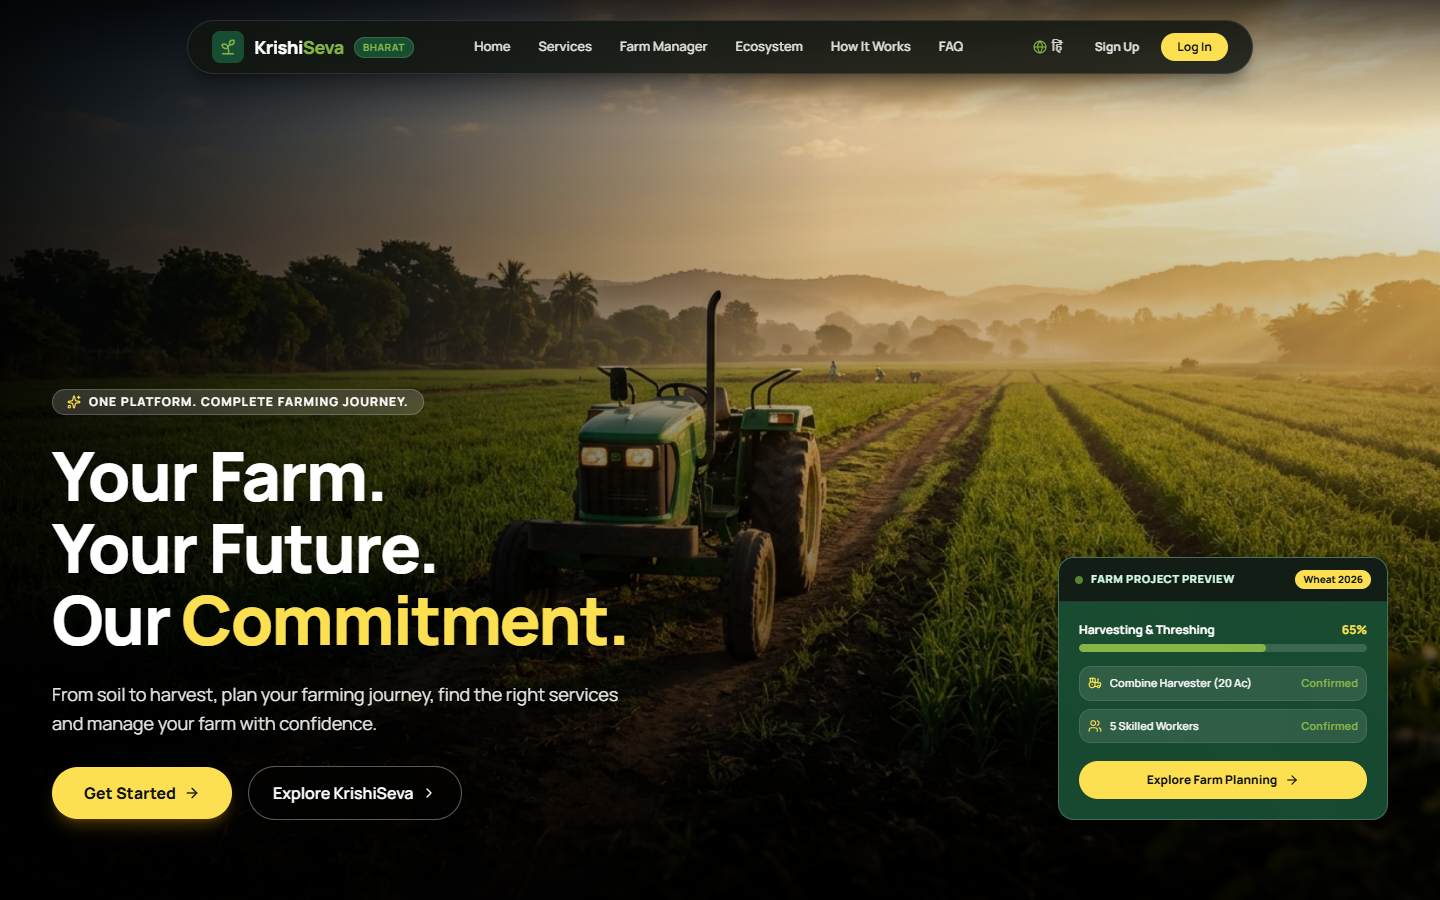 KrishiSeva BHARAT Home Services Farm Manager Ecosystem How It Works FAQ हिं Sign Up Log In
ONE PLATFORM. COMPLETE FARMING JOURNEY.
Your Farm.
Your Future.
Our Commitment.
From soil to harvest, plan your farming journey, find the right services
and manage your farm with confidence.
Get Started
Explore KrishiSeva
FARM PROJECT PREVIEW Wheat 2026
Harvesting & Threshing 65%
Combine Harvester (20 Ac) Confirmed
5 Skilled Workers Confirmed
Explore Farm Planning